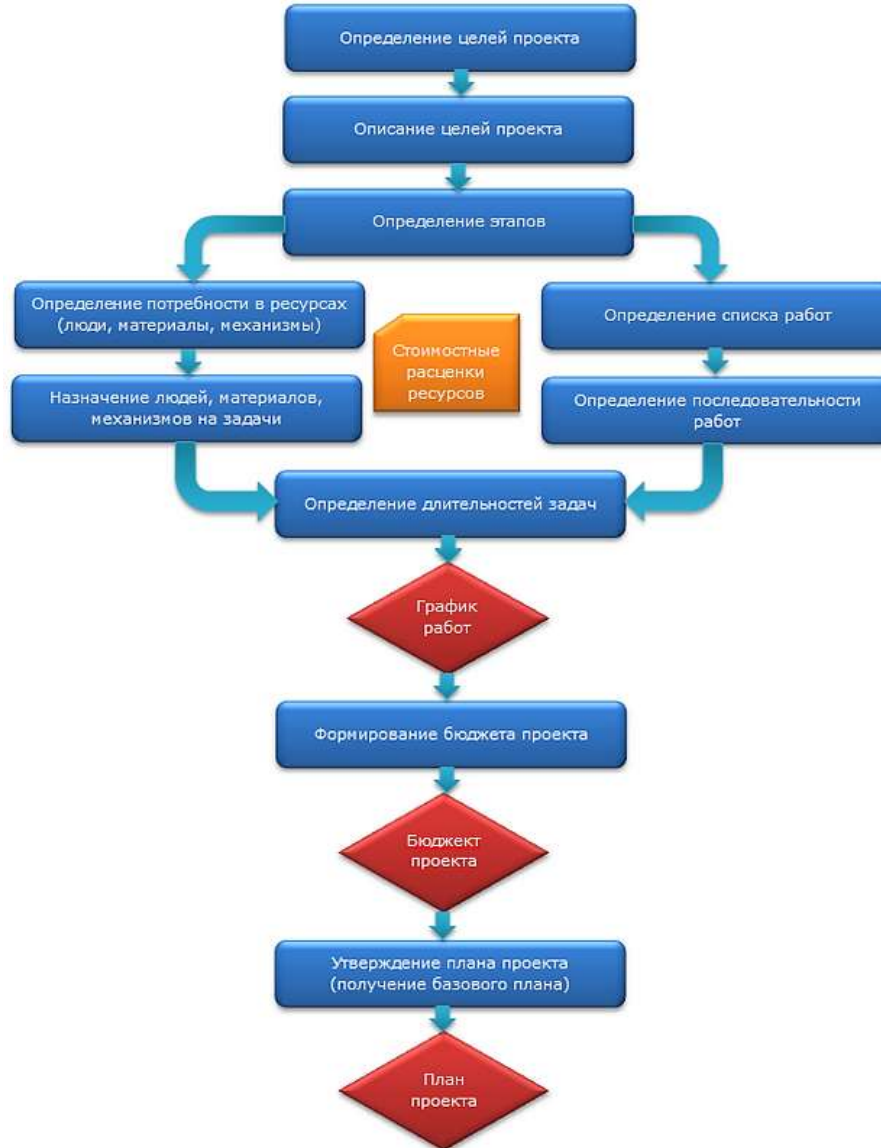 Определение целей проекта
Описание целей проекта
Определение этапов
Определение потребности в ресурсах
(люди, материалы, механизмы)
Определение списка работ
Стоимостные
расценки
ресурсов
Назначение людей, материалов,
механизмов на задачи
Определение последовательности
работ
Определение длительностей задач
График
работ
Формирование бюджета проекта
Бюджект
проекта
Утверждение плана проекта
(получение базового плана)
План
проекта